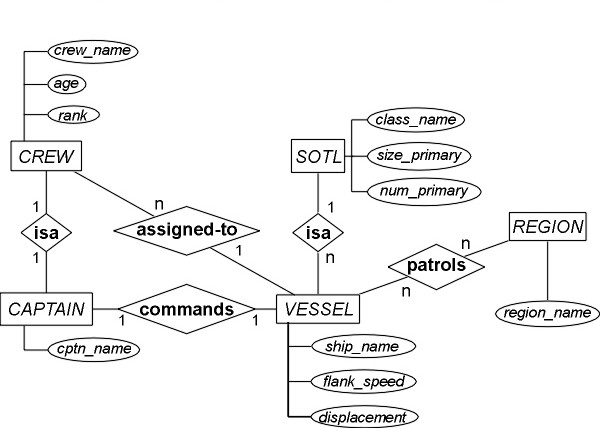 crew_name
age
rank
CREW
class_name
size_primary
num_primary
SOTL
n
1
1
isa
assigned-to
isa
REGION
n
1
1
n
patrols
n
CAPTAIN
1
commands
1
VESSEL
region_name
cptn_name
ship_name
flank_speed
displacement